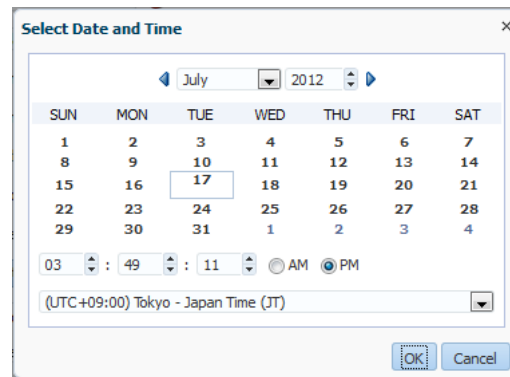 Select Date and Time
July 2012
SUN MON TUE WED THU FRI SAT
1 2 3 4 5 6 7
8 9 10 11 12 13 14
15 16 17 18 19 20 21
22 23 24 25 26 27 28
29 30 31 1 2 3 4
03 : 49 : 11 AM PM
(UTC+09:00) Tokyo - Japan Time (JT)
OK Cancel